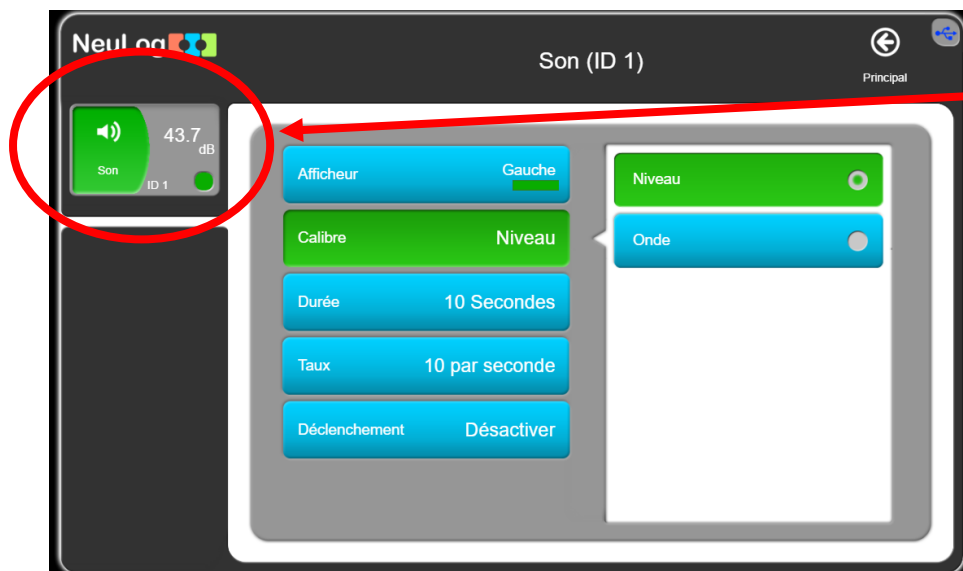 NeuLog
Son (ID 1)
Principal
43.7
dB
Son
ID 1
Afficheur Gauche
Calibre Niveau
Durée 10 Secondes
Taux 10 par seconde
Déclenchement Désactiver
Niveau
Onde